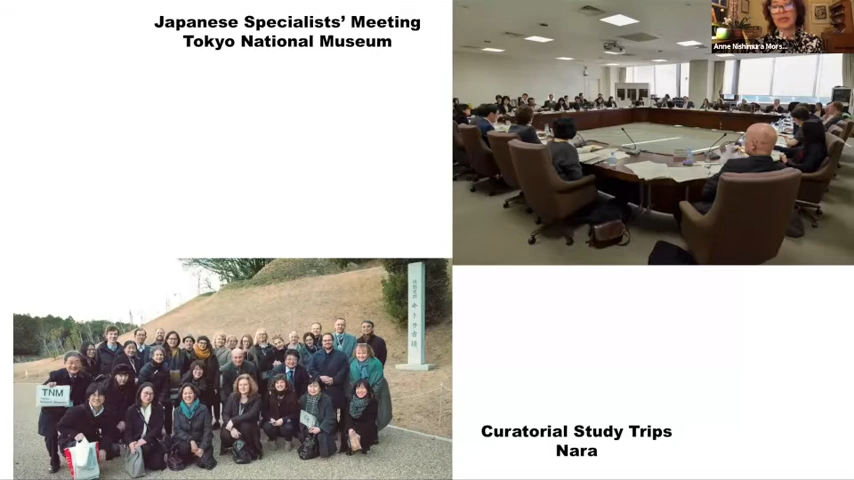 Japanese Specialists’ Meeting
Tokyo National Museum
Anne Nishimura Mors...
TNM
Curatorial Study Trips
Nara